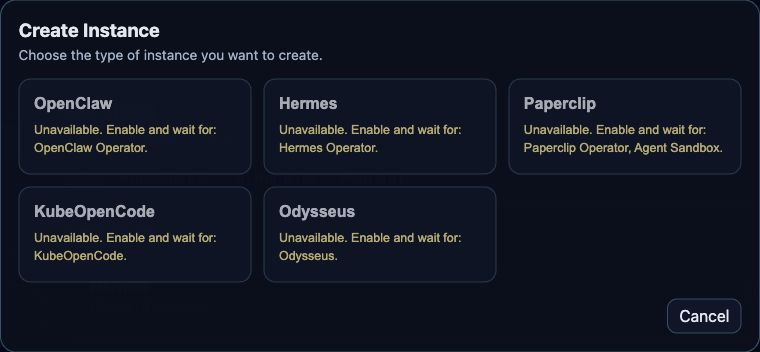 Create Instance
Choose the type of instance you want to create.
OpenClaw
Unavailable. Enable and wait for:
OpenClaw Operator.
Hermes
Unavailable. Enable and wait for:
Hermes Operator.
Paperclip
Unavailable. Enable and wait for:
Paperclip Operator, Agent Sandbox.
KubeOpenCode
Unavailable. Enable and wait for:
KubeOpenCode.
Odysseus
Unavailable. Enable and wait for:
Odysseus.
Cancel